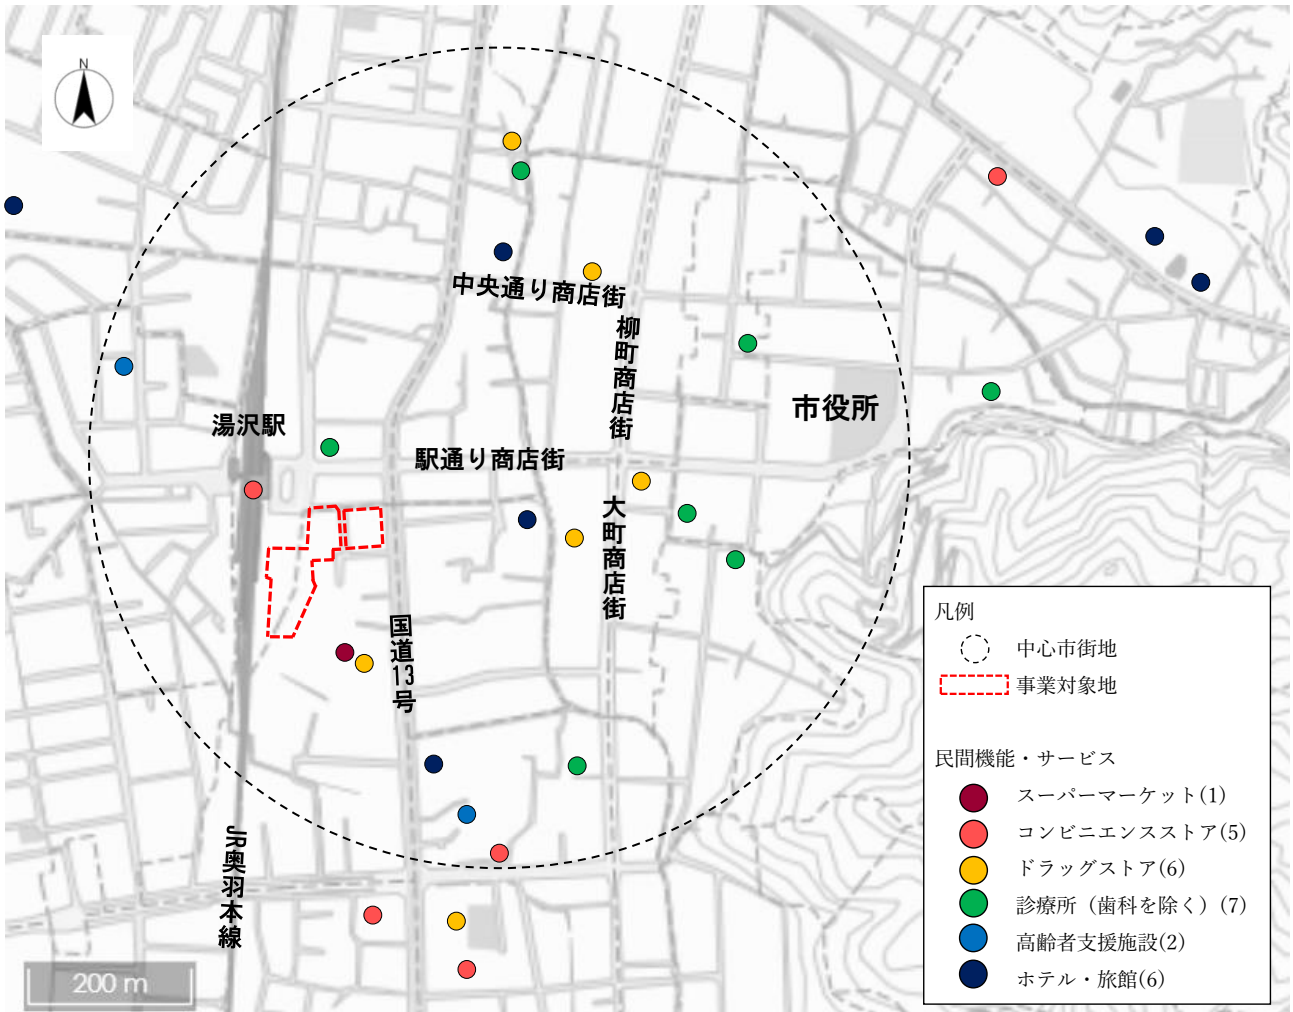 N
中央通り商店街
柳町商店街
湯沢駅
市役所
駅通り商店街
大町商店街
国道13号
JR奥羽本線
200 m
凡例
中心市街地
事業対象地
民間機能・サービス
スーパーマーケット(1)
コンビニエンスストア(5)
ドラッグストア(6)
診療所（歯科を除く）(7)
高齢者支援施設(2)
ホテル・旅館(6)